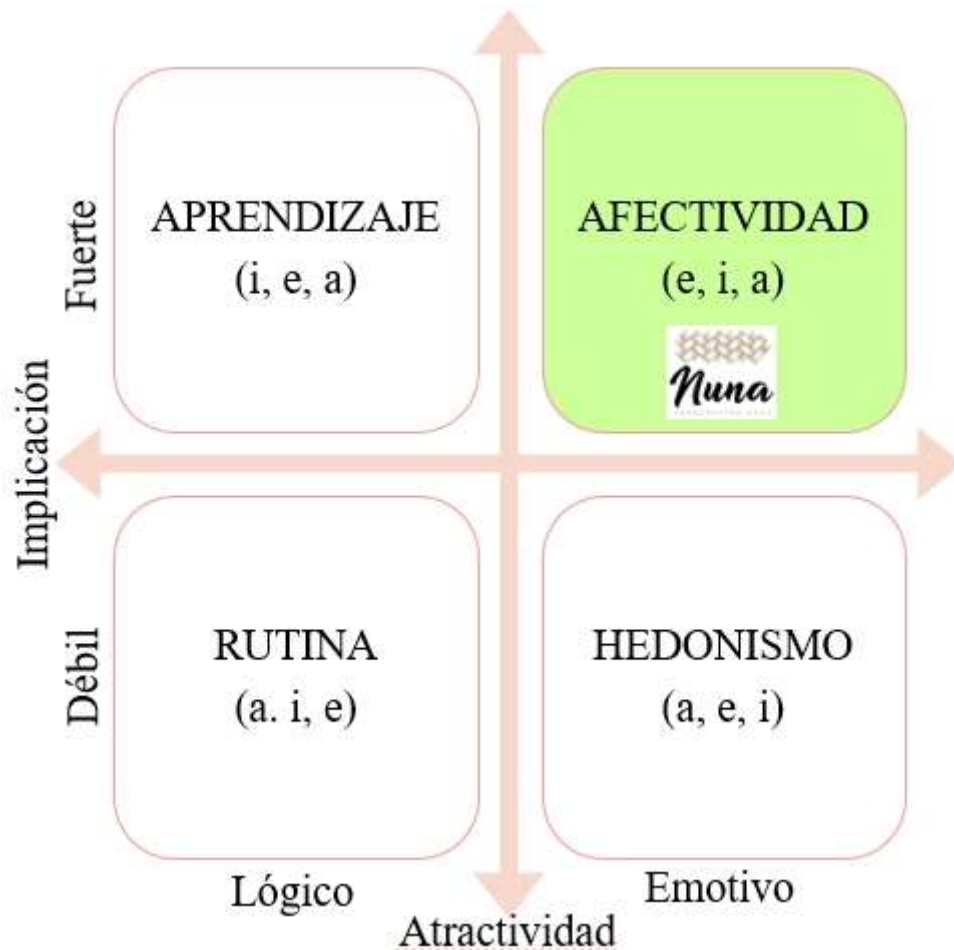 Fuerte
APRENDIZAJE
(i, e, a)
AFECTIVIDAD
(e, i, a)
Nuna
Implicación
Débil
RUTINA
(a. i, e)
HEDONISMO
(a, e, i)
Lógico
Emotivo
Atractividad